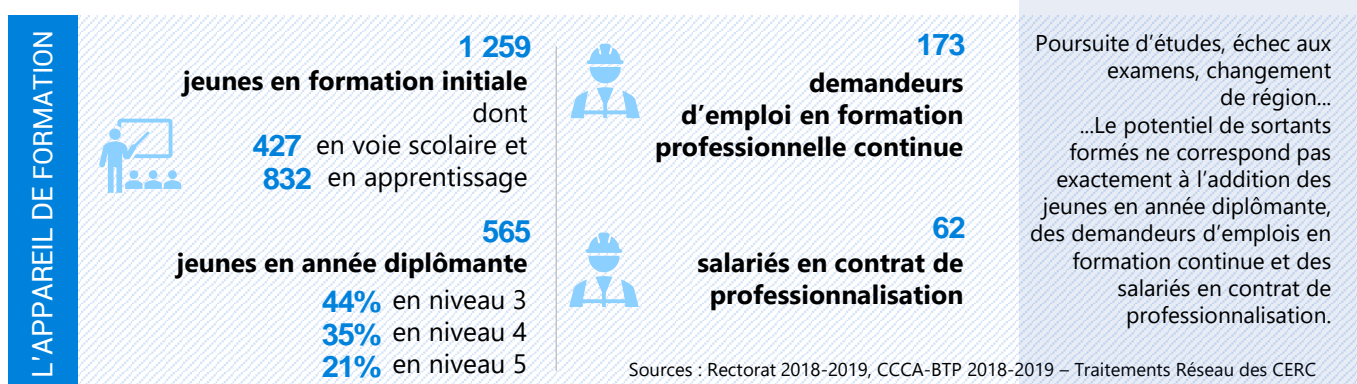 L'APPAREIL DE FORMATION
1 259
jeunes en formation initiale
dont
427 en voie scolaire et
832 en apprentissage
565
jeunes en année diplômante
44% en niveau 3
35% en niveau 4
21% en niveau 5
173
demandeurs
d’emploi en formation
professionnelle continue
62
salariés en contrat de
professionnalisation
Poursuite d’études, échec aux
examens, changement
de région...
...Le potentiel de sortants
formés ne correspond pas
exactement à l’addition des
jeunes en année diplômante,
des demandeurs d’emplois en
formation continue et des
salariés en contrat de
professionnalisation.
Sources : Rectorat 2018-2019, CCCA-BTP 2018-2019 – Traitements Réseau des CERC